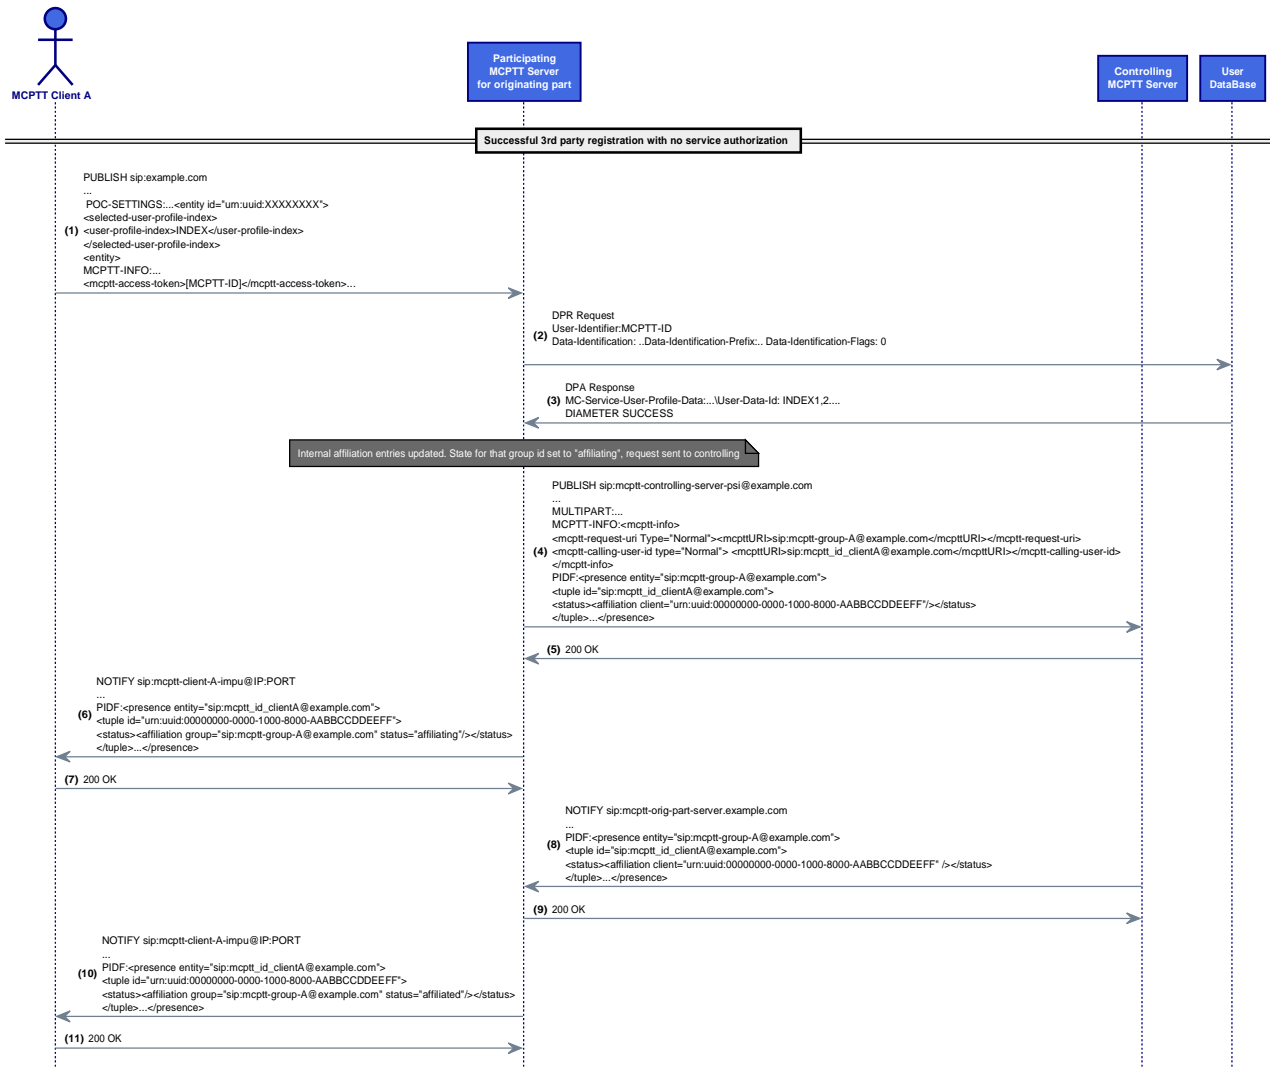 MCPTT Client A
Participating
MCPTT Server
for originating part
Controlling
MCPTT Server
User
DataBase
Successful 3rd party registration with no service authorization
PUBLISH sip:example.com
...
POC-SETTINGS:...<entity id="urn:uuid:XXXXXXXX">
<selected-user-profile-index>
(1) <user-profile-index>INDEX</user-profile-index>
</selected-user-profile-index>
<entity>
MCPTT-INFO:...
<mcptt-access-token>[MCPTT-ID]</mcptt-access-token>...
DPR Request
(2) User-Identifier:MCPTT-ID
Data-Identification: ..Data-Identification-Prefix:.. Data-Identification-Flags: 0
DPA Response
(3) MC-Service-User-Profile-Data:...\User-Data-Id: INDEX1,2....
DIAMETER SUCCESS
Internal affiliation entries updated. State for that group id set to "affiliating", request sent to controlling
PUBLISH sip:mcptt-controlling-server-psi@example.com
...
MULTIPART:...
MCPTT-INFO:<mcptt-info>
<mcptt-request-uri Type="Normal"><mcpttURI>sip:mcptt-group-A@example.com</mcpttURI></mcptt-request-uri>
(4) <mcptt-calling-user-id type="Normal"> <mcpttURI>sip:mcptt_id_clientA@example.com</mcpttURI></mcptt-calling-user-id>
</mcptt-info>
PIDF:<presence entity="sip:mcptt-group-A@example.com">
<tuple id="sip:mcptt_id_clientA@example.com">
<status><affiliation client="urn:uuid:00000000-0000-1000-8000-AABBCCDDEEFF"/></status>
</tuple>...</presence>
(5) 200 OK
NOTIFY sip:mcptt-client-A-impu@IP:PORT
...
PIDF:<presence entity="sip:mcptt_id_clientA@example.com">
(6) <tuple id="urn:uuid:00000000-0000-1000-8000-AABBCCDDEEFF">
<status><affiliation group="sip:mcptt-group-A@example.com" status="affiliating"/></status>
</tuple>...</presence>
(7) 200 OK
NOTIFY sip:mcptt-orig-part-server.example.com
...
PIDF:<presence entity="sip:mcptt-group-A@example.com">
(8) <tuple id="sip:mcptt_id_clientA@example.com">
<status><affiliation client="urn:uuid:00000000-0000-1000-8000-AABBCCDDEEFF" /></status>
</tuple>...</presence>
(9) 200 OK
NOTIFY sip:mcptt-client-A-impu@IP:PORT
...
PIDF:<presence entity="sip:mcptt_id_clientA@example.com">
(10) <tuple id="urn:uuid:00000000-0000-1000-8000-AABBCCDDEEFF">
<status><affiliation group="sip:mcptt-group-A@example.com" status="affiliated"/></status>
</tuple>...</presence>
(11) 200 OK